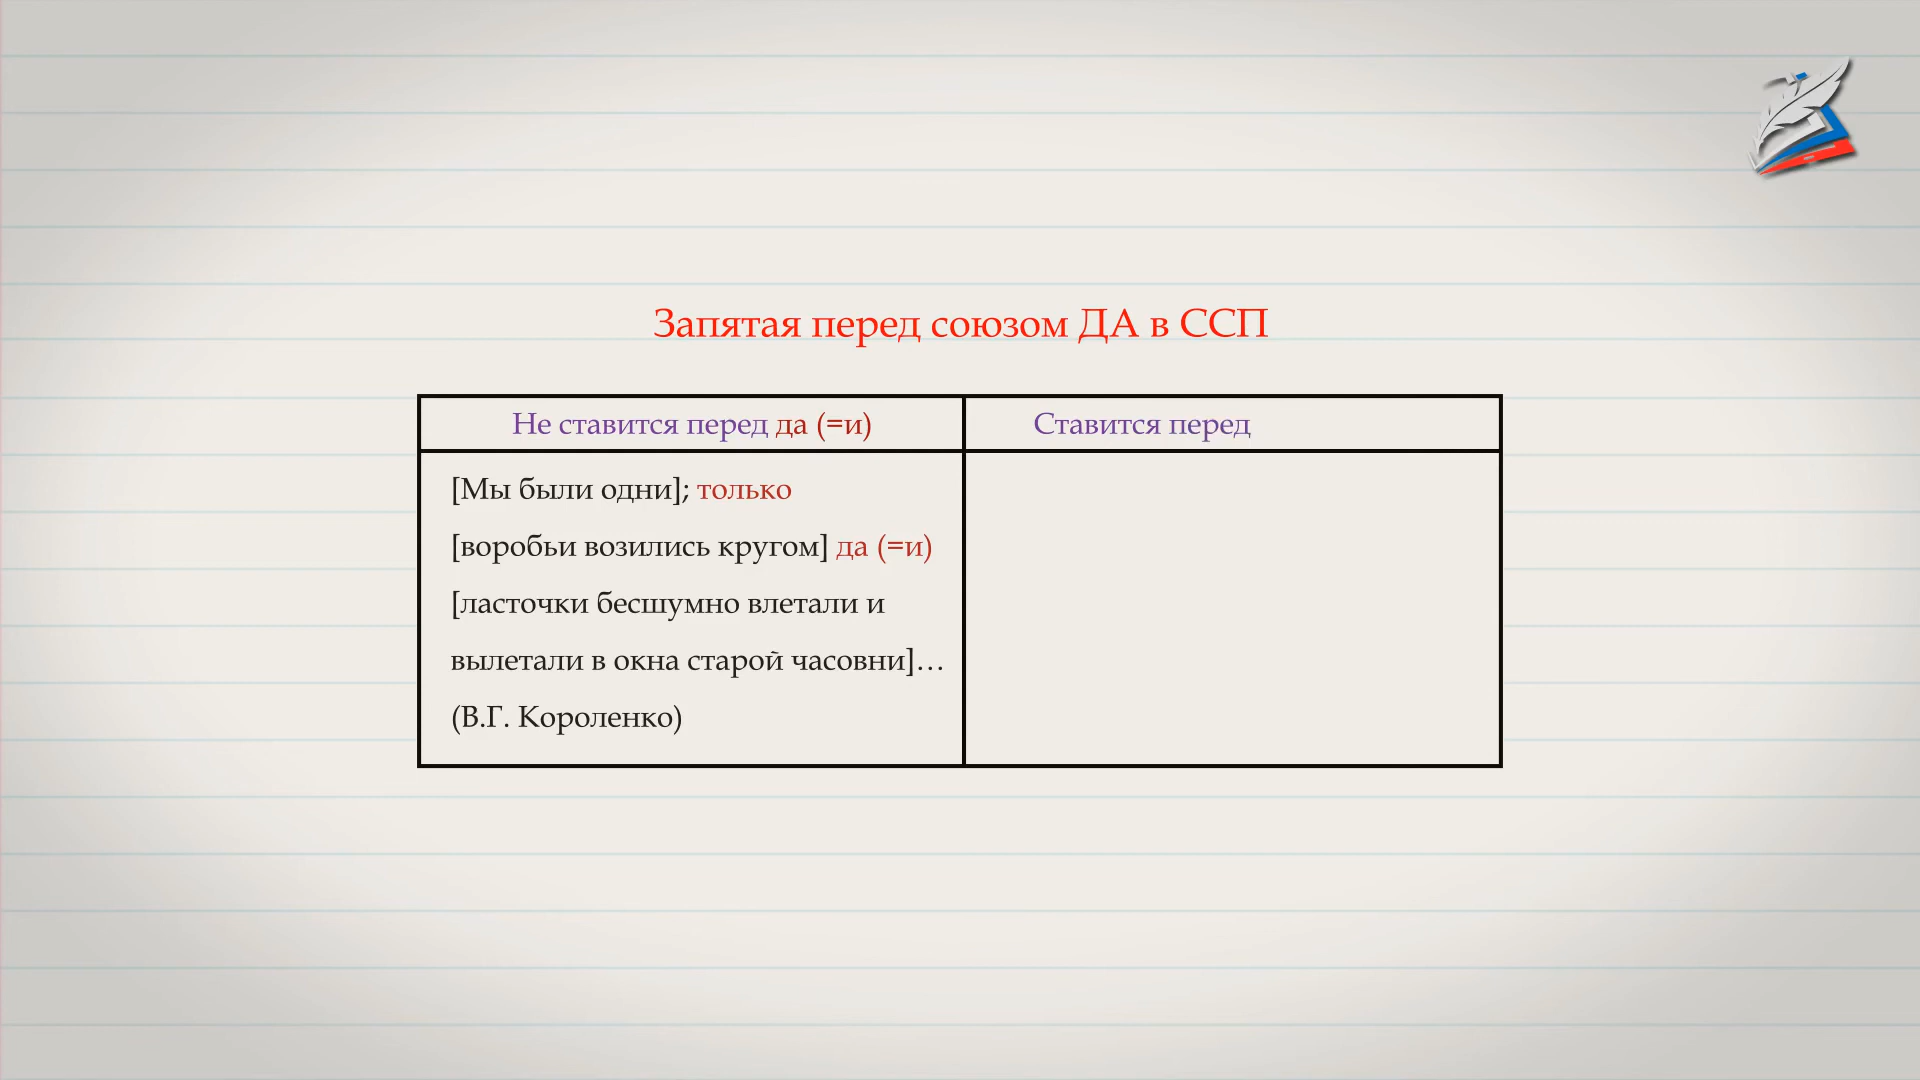 Запятая перед союзом ДА в ССП
Не ставится перед да (=и)
Ставится перед
[Мы были одни]; только
[воробьи возились кругом] да (=и)
[ласточки бесшумно влетали и
вылетали в окна старой часовни]…
(В.Г. Короленко)